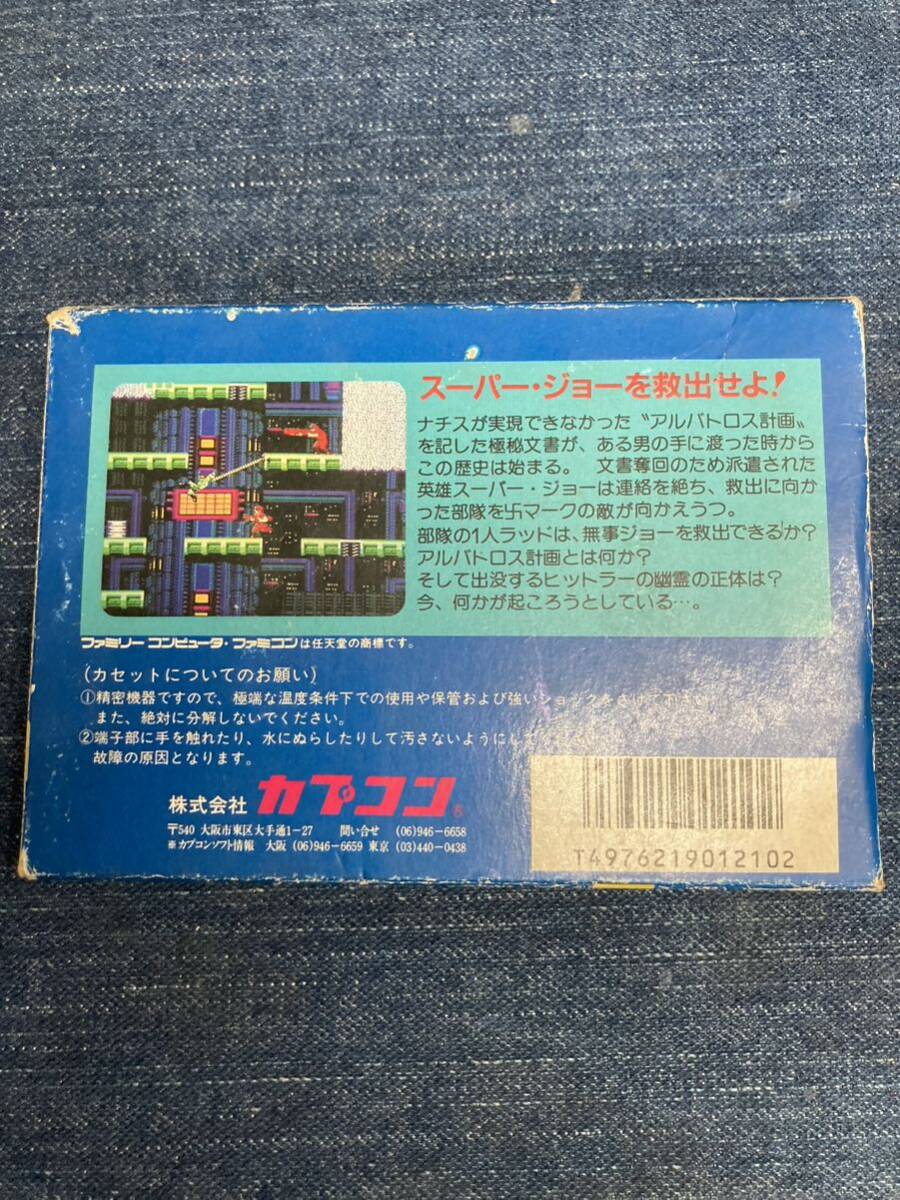 スーパー・ジョーを救出せよ!
ナチスが実現できなかった〝アルバトロス計画〟
を記した極秘文書が、ある男の手に渡った時から
この歴史は始まる。 文書奪回のため派遣された
英雄スーパー・ジョーは連絡を絶ち、救出に向か
った部隊を卐マークの敵が向かえうつ。
部隊の1人ラッドは、無事ジョーを救出できるか?
アルバトロス計画とは何か?
そして出没するヒットラーの幽霊の正体は?
今、何かが起ころうとしている…。
ファミリーコンピュータ・ファミコンは任天堂の商標です。
(カセットについてのお願い)
①精密機器ですので、極端な温度条件下での使用や保管および強いショックをさけて下さい。
また、絶対に分解しないでください。
②端子部に手を触れたり、水にぬらしたりして汚さないようにして
故障の原因となります。
株式会社 カプコン
〒540 大阪市東区大手通1-27 問い合せ (06)946-6658
※カプコンソフト情報 大阪 (06)946-6659 東京 (03)440-0438
T4976219012102